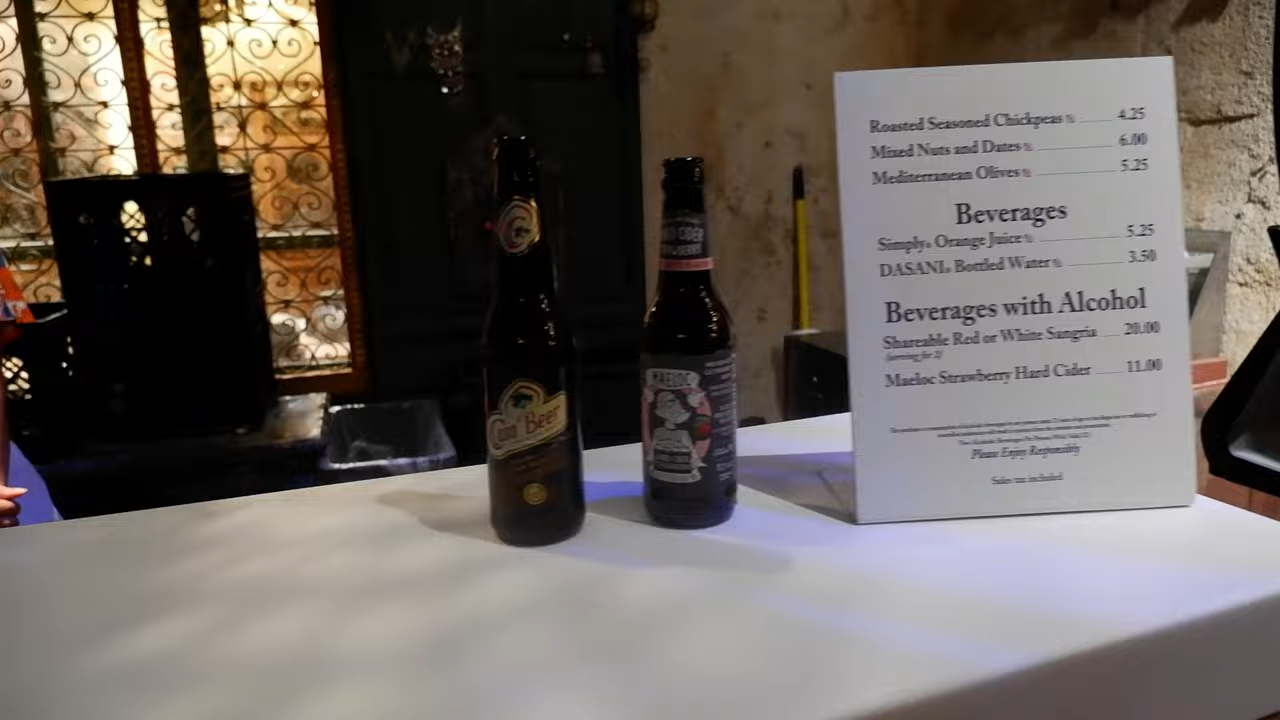 Roasted Seasoned Chickpeas 4.25
Mixed Nuts and Dates 6.00
Mediterranean Olives 5.25
Beverages
Simply® Orange Juice 5.25
DASANI® Bottled Water 3.50
Beverages with Alcohol
Shareable Red or White Sangria 20.00
(serving for 2)
Maeloc Strawberry Hard Cider 11.00
Please Enjoy Responsibly
Sales tax included
Beer
MAELOC